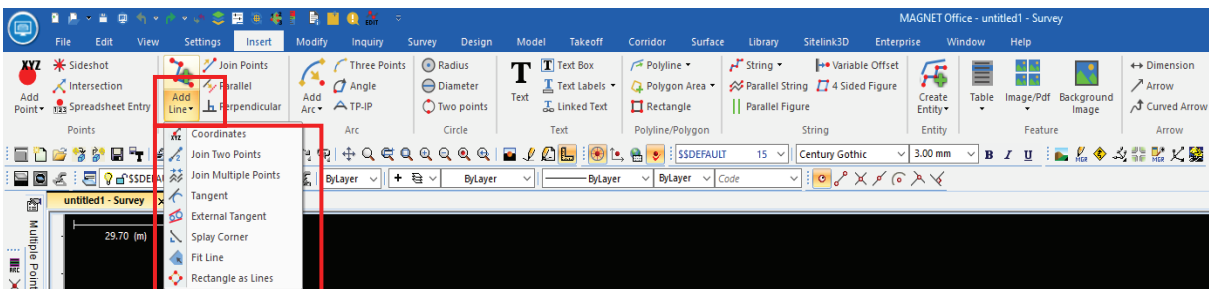 MAGNET Office - untitled1 - Survey
File Edit View Settings Insert Modify Inquiry Survey Design Model Takeoff Corridor Surface Library Sitelink3D Enterprise Window Help
XYZ Sideshot Join Points Three Points Radius T Text Box Polyline String Variable Offset Dimension
Intersection Parallel Angle Diameter Text Labels Polygon Area Parallel String 4 Sided Figure Arrow
Add Point 123 Spreadsheet Entry Add Line Perpendicular Add Arc TP-IP Two points Text Linked Text Rectangle Parallel Figure Create Entity Table Image/Pdf Background Image Curved Arrow
Points Arc Circle Text Polyline/Polygon String Entity Feature Arrow
XYZ Coordinates
Join Two Points
$$DEFAULT 15 Century Gothic 3.00 mm B I U
Join Multiple Points
ByLayer ByLayer ByLayer ByLayer Code
untitled1 - Survey
Tangent
External Tangent
29.70 (m)
Splay Corner
Fit Line
Rectangle as Lines
Multiple Point